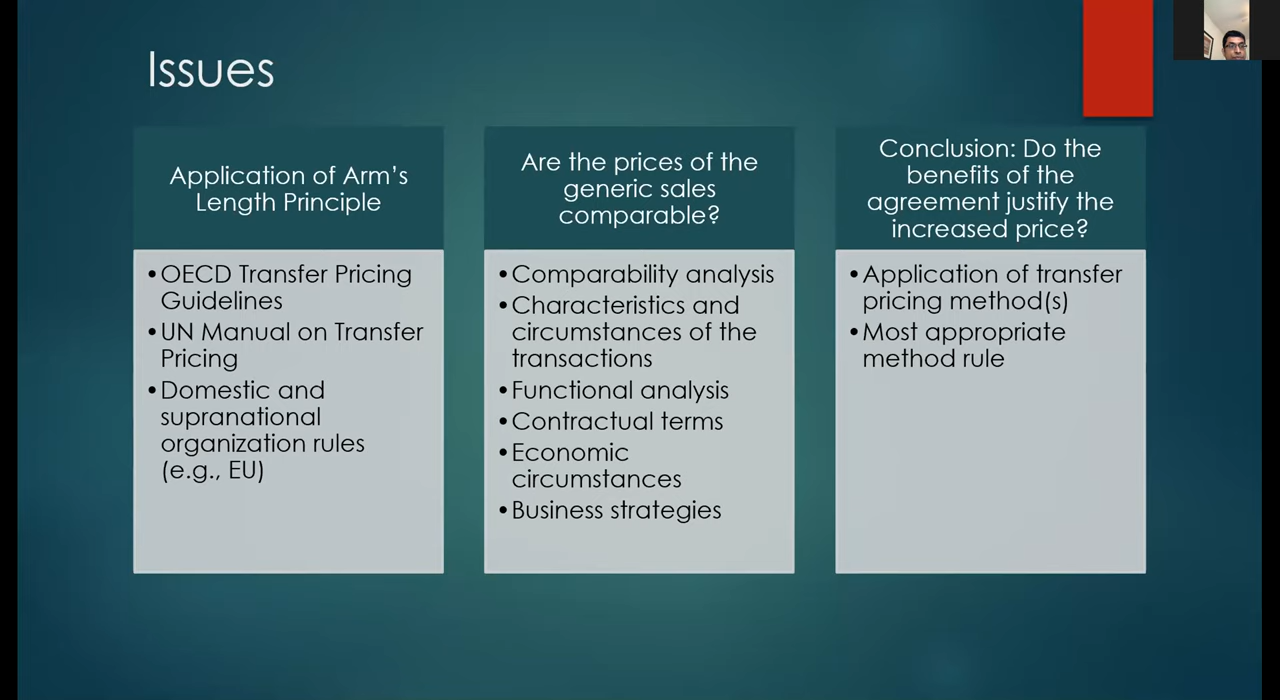 Issues
Application of Arm's
Length Principle
•OECD Transfer Pricing
Guidelines
•UN Manual on Transfer
Pricing
•Domestic and
supranational
organization rules
(e.g., EU)
Are the prices of the
generic sales
comparable?
•Comparability analysis
•Characteristics and
circumstances of the
transactions
•Functional analysis
•Contractual terms
•Economic
circumstances
•Business strategies
Conclusion: Do the
benefits of the
agreement justify the
increased price?
•Application of transfer
pricing method(s)
•Most appropriate
method rule